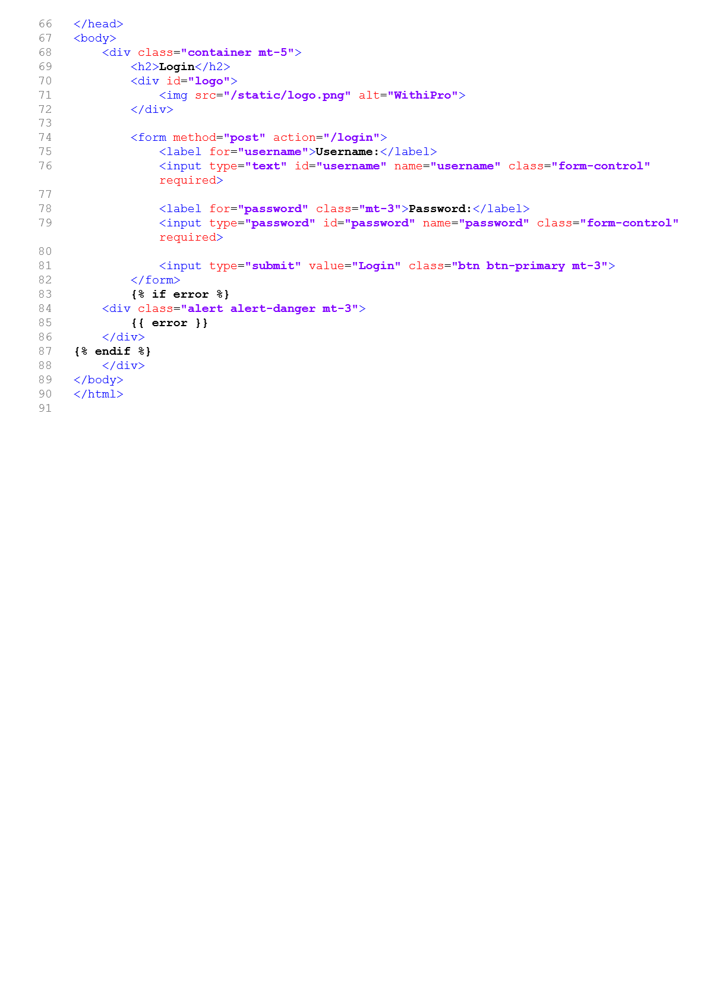 66 </head>
67 <body>
68 <div class="container mt-5">
69 <h2>Login</h2>
70 <div id="logo">
71 <img src="/static/logo.png" alt="WithiPro">
72 </div>
73
74 <form method="post" action="/login">
75 <label for="username">Username:</label>
76 <input type="text" id="username" name="username" class="form-control"
required>
77
78 <label for="password" class="mt-3">Password:</label>
79 <input type="password" id="password" name="password" class="form-control"
required>
80
81 <input type="submit" value="Login" class="btn btn-primary mt-3">
82 </form>
83 {% if error %}
84 <div class="alert alert-danger mt-3">
85 {{ error }}
86 </div>
87 {% endif %}
88 </div>
89 </body>
90 </html>
91